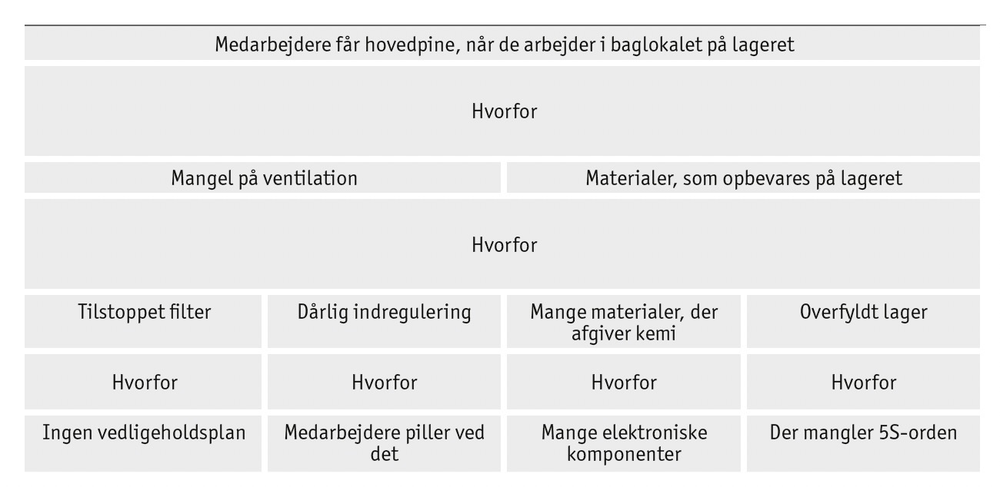 Medarbejdere får hovedpine, når de arbejder i baglokalet på lageret
Hvorfor
Mangel på ventilation
Materialer, som opbevares på lageret
Hvorfor
Tilstoppet filter
Dårlig indregulering
Mange materialer, der
afgiver kemi
Overfyldt lager
Hvorfor
Hvorfor
Hvorfor
Hvorfor
Ingen vedligeholdsplan
Medarbejdere piller ved
det
Mange elektroniske
komponenter
Der mangler 5S-orden